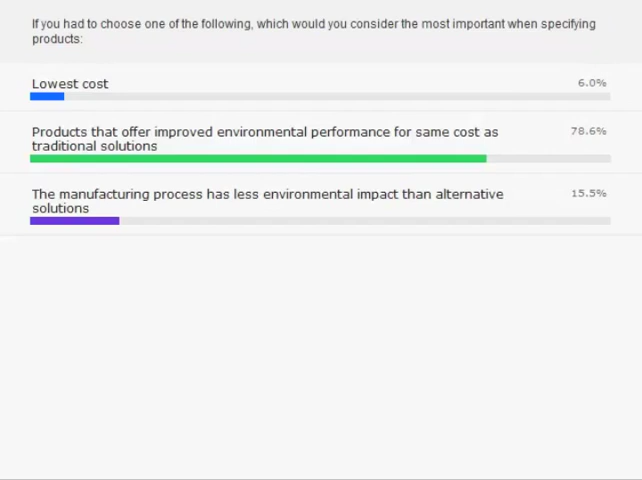 If you had to choose one of the following, which would you consider the most important when specifying
products:
Lowest cost
6.0%
Products that offer improved environmental performance for same cost as
traditional solutions
78.6%
The manufacturing process has less environmental impact than alternative
solutions
15.5%